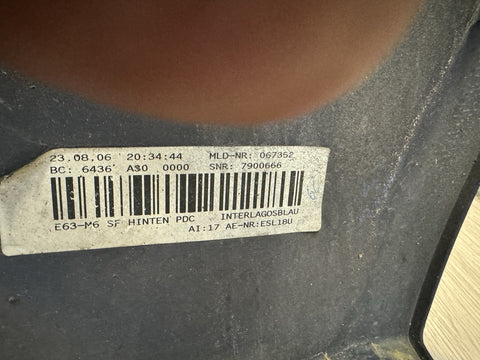 23.08.06 20:34:44 MLD-NR: 067352
BC: 6436 A$0 0000 SNR: 7900666
E63-M6 SF HINTEN PDC INTERLAGOSBLAU
AI:17 AE-NR:ESL18U